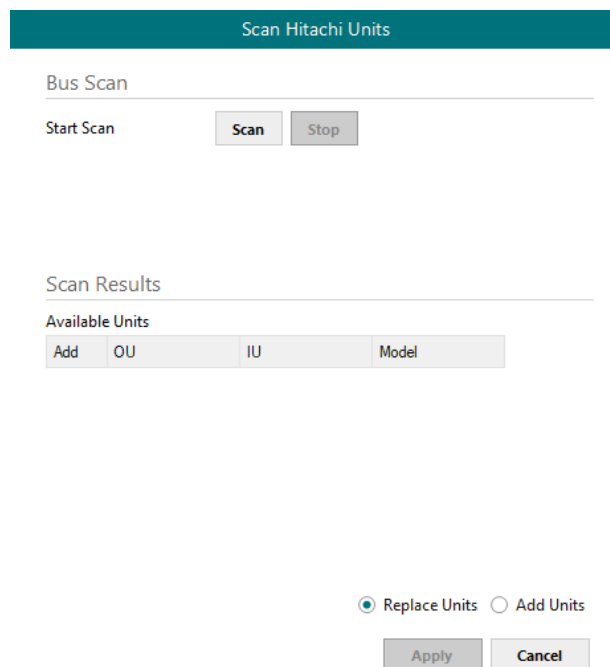 Scan Hitachi Units
Bus Scan
Start Scan Scan Stop
Scan Results
Available Units
Add OU IU Model
Replace Units Add Units
Apply Cancel